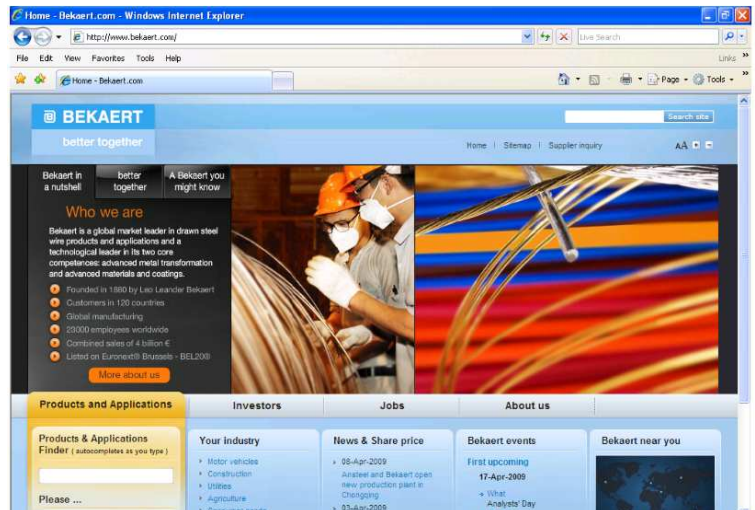 Home - Bekaert.com - Windows Internet Explorer
http://www.bekaert.com/
Live Search
File Edit View Favorites Tools Help
Links
Home - Bekaert.com
Page
Tools
BEKAERT
better together
Search site
Home | Sitemap | Supplier inquiry
AA
Bekaert in a nutshell
better together
A Bekaert you might know
Who we are
Bekaert is a global market leader in drawn steel
wire products and applications and a
technological leader in its two core
competences: advanced metal transformation
and advanced materials and coatings.
Founded in 1880 by Leo Leander Bekaert
Customers in 120 countries
Global manufacturing
23000 employees worldwide
Combined sales of 4 billion €
Listed on Euronext® Brussels - BEL20®
More about us
Products and Applications
Investors
Jobs
About us
Products & Applications
Finder ( autocompletes as you type )
Please ...
Your industry
Motor vehicles
Construction
Utilities
Agriculture
News & Share price
08-Apr-2009
Ansteel and Bekaert open
new production plant in
Chongqing
03-Apr-2009
Bekaert events
First upcoming
17-Apr-2009
What
Analysts' Day
Bekaert near you